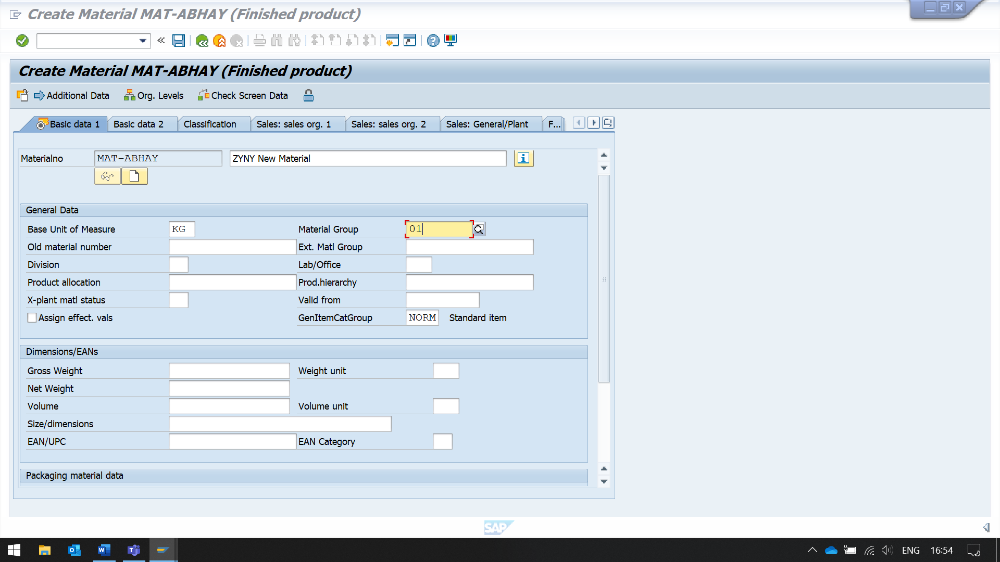 Create Material MAT-ABHAY (Finished product)
Create Material MAT-ABHAY (Finished product)
Additional Data Org. Levels Check Screen Data
Basic data 1 Basic data 2 Classification Sales: sales org. 1 Sales: sales org. 2 Sales: General/Plant F...
Materialno MAT-ABHAY ZYNY New Material
General Data
Base Unit of Measure KG Material Group 01
Old material number Ext. Matl Group
Division Lab/Office
Product allocation Prod.hierarchy
X-plant matl status Valid from
Assign effect. vals GenItemCatGroup NORM Standard item
Dimensions/EANs
Gross Weight Weight unit
Net Weight
Volume Volume unit
Size/dimensions
EAN/UPC EAN Category
Packaging material data
SAP
ENG 16:54